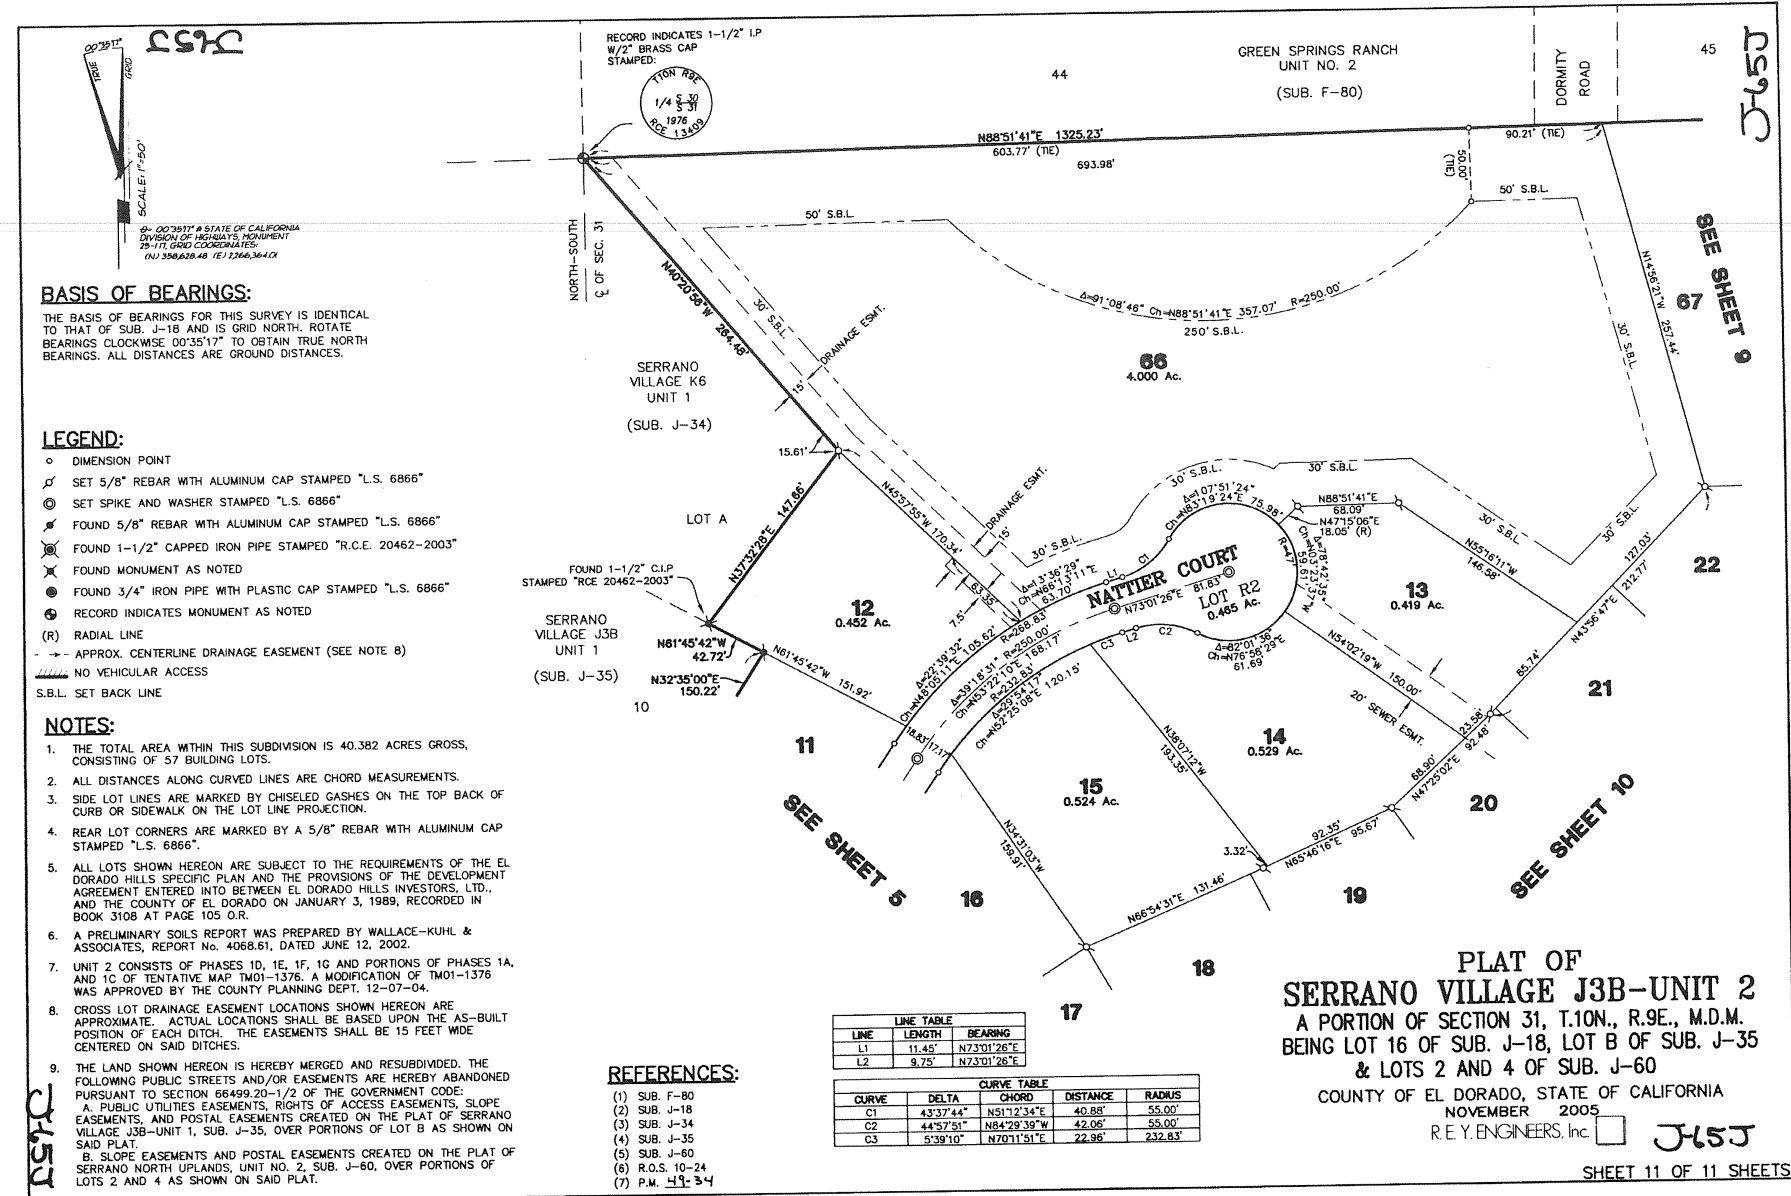 J-65J
00°35'17"
TRUE
GRID
SCALE: 1"=50'
θ= 00°35'17" @ STATE OF CALIFORNIA
DIVISION OF HIGHWAYS, MONUMENT
25-117, GRID COORDINATES:
(N) 358,628.48 (E) 2,266,364.01
BASIS OF BEARINGS:
THE BASIS OF BEARINGS FOR THIS SURVEY IS IDENTICAL
TO THAT OF SUB. J-18 AND IS GRID NORTH. ROTATE
BEARINGS CLOCKWISE 00°35'17" TO OBTAIN TRUE NORTH
BEARINGS. ALL DISTANCES ARE GROUND DISTANCES.
LEGEND:
DIMENSION POINT
SET 5/8" REBAR WITH ALUMINUM CAP STAMPED "L.S. 6866"
SET SPIKE AND WASHER STAMPED "L.S. 6866"
FOUND 5/8" REBAR WITH ALUMINUM CAP STAMPED "L.S. 6866"
FOUND 1-1/2" CAPPED IRON PIPE STAMPED "R.C.E. 20462-2003"
FOUND MONUMENT AS NOTED
FOUND 3/4" IRON PIPE WITH PLASTIC CAP STAMPED "L.S. 6866"
RECORD INDICATES MONUMENT AS NOTED
(R) RADIAL LINE
APPROX. CENTERLINE DRAINAGE EASEMENT (SEE NOTE 8)
NO VEHICULAR ACCESS
S.B.L. SET BACK LINE
NOTES:
1. THE TOTAL AREA WITHIN THIS SUBDIVISION IS 40.382 ACRES GROSS,
CONSISTING OF 57 BUILDING LOTS.
2. ALL DISTANCES ALONG CURVED LINES ARE CHORD MEASUREMENTS.
3. SIDE LOT LINES ARE MARKED BY CHISELED GASHES ON THE TOP BACK OF
CURB OR SIDEWALK ON THE LOT LINE PROJECTION.
4. REAR LOT CORNERS ARE MARKED BY A 5/8" REBAR WITH ALUMINUM CAP
STAMPED "L.S. 6866".
5. ALL LOTS SHOWN HEREON ARE SUBJECT TO THE REQUIREMENTS OF THE EL
DORADO HILLS SPECIFIC PLAN AND THE PROVISIONS OF THE DEVELOPMENT
AGREEMENT ENTERED INTO BETWEEN EL DORADO HILLS INVESTORS, LTD.,
AND THE COUNTY OF EL DORADO ON JANUARY 3, 1989, RECORDED IN
BOOK 3108 AT PAGE 105 O.R.
6. A PRELIMINARY SOILS REPORT WAS PREPARED BY WALLACE-KUHL &
ASSOCIATES, REPORT No. 4068.61, DATED JUNE 12, 2002.
7. UNIT 2 CONSISTS OF PHASES 1D, 1E, 1F, 1G AND PORTIONS OF PHASES 1A,
AND 1C OF TENTATIVE MAP TM01-1376. A MODIFICATION OF TM01-1376
WAS APPROVED BY THE COUNTY PLANNING DEPT. 12-07-04.
8. CROSS LOT DRAINAGE EASEMENT LOCATIONS SHOWN HEREON ARE
APPROXIMATE. ACTUAL LOCATIONS SHALL BE BASED UPON THE AS-BUILT
POSITION OF EACH DITCH. THE EASEMENTS SHALL BE 15 FEET WIDE
CENTERED ON SAID DITCHES.
9. THE LAND SHOWN HEREON IS HEREBY MERGED AND RESUBDIVIDED. THE
FOLLOWING PUBLIC STREETS AND/OR EASEMENTS ARE HEREBY ABANDONED
PURSUANT TO SECTION 66499.20-1/2 OF THE GOVERNMENT CODE:
A. PUBLIC UTILITIES EASEMENTS, RIGHTS OF ACCESS EASEMENTS, SLOPE
EASEMENTS, AND POSTAL EASEMENTS CREATED ON THE PLAT OF SERRANO
VILLAGE J3B-UNIT 1, SUB. J-35, OVER PORTIONS OF LOT B AS SHOWN ON
SAID PLAT.
B. SLOPE EASEMENTS AND POSTAL EASEMENTS CREATED ON THE PLAT OF
SERRANO NORTH UPLANDS, UNIT NO. 2, SUB. J-60, OVER PORTIONS OF
LOTS 2 AND 4 AS SHOWN ON SAID PLAT.
J-65J
RECORD INDICATES 1-1/2" I.P
W/2" BRASS CAP
STAMPED:
T10N R9E
1/4 S 30
S 31
1976
RCE 13409
44
GREEN SPRINGS RANCH
UNIT NO. 2
(SUB. F-80)
DORMITY
ROAD
45
J-65J
N88°51'41"E 1325.23'
603.77' (TIE)
693.98'
90.21' (TIE)
50.00'
(TIE)
50' S.B.L.
50' S.B.L.
NORTH-SOUTH
℄ OF SEC. 31
N40°20'56"W 264.48'
30' S.B.L.
DRAINAGE ESMT.
15'
Δ=91°08'46" Ch=N88°51'41"E 357.07' R=250.00'
250' S.B.L.
66
4.000 Ac.
N14°56'21"W 257.44'
30' S.B.L.
67
SEE SHEET 6
SERRANO
VILLAGE K6
UNIT 1
(SUB. J-34)
15.61'
LOT A
N37°32'28"E 147.66'
N45°57'55"W 170.34'
DRAINAGE ESMT.
15'
30' S.B.L.
30' S.B.L.
30' S.B.L.
N88°51'41"E
68.09'
N47°15'06"E
18.05' (R)
30' S.B.L.
30' S.B.L.
N55°16'11"W
146.58'
Δ=107°51'24"
Ch=N83°19'24"E 75.98'
R=47'
Δ=78°42'35"
Ch=N03°23'37"W
59.61'
FOUND 1-1/2" C.I.P
STAMPED "RCE 20462-2003"
63.35'
7.5'
Δ=13°36'29"
Ch=N66°13'11"E
63.70'
L1
C1
NATTIER COURT
N73°01'26"E 81.83'
LOT R2
0.465 Ac.
12
0.452 Ac.
13
0.419 Ac.
22
127.03'
212.77'
N43°56'47"E
85.74'
SERRANO
VILLAGE J3B
UNIT 1
(SUB. J-35)
10
N61°45'42"W
42.72'
N32°35'00"E
150.22'
N61°45'42"W 151.92'
Δ=22°39'32" R=268.83'
Ch=N48°05'11"E 105.62'
Δ=39°18'31" R=250.00'
Ch=N53°22'10"E 168.17'
R=232.83'
Δ=29°54'17"
Ch=N52°25'08"E 120.15'
C3
L2
C2
Δ=82°01'36"
Ch=N76°58'29"E
61.69'
N54°02'19"W 150.00'
20' SEWER ESMT.
23.58'
92.48'
21
11
18.83'
17.17'
14
0.529 Ac.
15
0.524 Ac.
N38°07'12"W
193.35'
68.90'
N47°25'02"E
20
SEE SHEET 10
SEE SHEET 5
N34°31'03"W
159.91'
16
92.35'
95.67'
N65°46'16"E
3.32'
N66°54'31"E 131.46'
19
18
17
LINE TABLE
LINE LENGTH BEARING
L1 11.45' N73°01'26"E
L2 9.75' N73°01'26"E
CURVE TABLE
CURVE DELTA CHORD DISTANCE RADIUS
C1 43°37'44" N51°12'34"E 40.88' 55.00'
C2 44°57'51" N84°29'39"W 42.06' 55.00'
C3 5°39'10" N70°11'51"E 22.96' 232.83'
REFERENCES:
(1) SUB. F-80
(2) SUB. J-18
(3) SUB. J-34
(4) SUB. J-35
(5) SUB. J-60
(6) R.O.S. 10-24
(7) P.M. 49-34
PLAT OF
SERRANO VILLAGE J3B-UNIT 2
A PORTION OF SECTION 31, T.10N., R.9E., M.D.M.
BEING LOT 16 OF SUB. J-18, LOT B OF SUB. J-35
& LOTS 2 AND 4 OF SUB. J-60
COUNTY OF EL DORADO, STATE OF CALIFORNIA
NOVEMBER 2005
R.E.Y. ENGINEERS, Inc.
J-65J
SHEET 11 OF 11 SHEETS